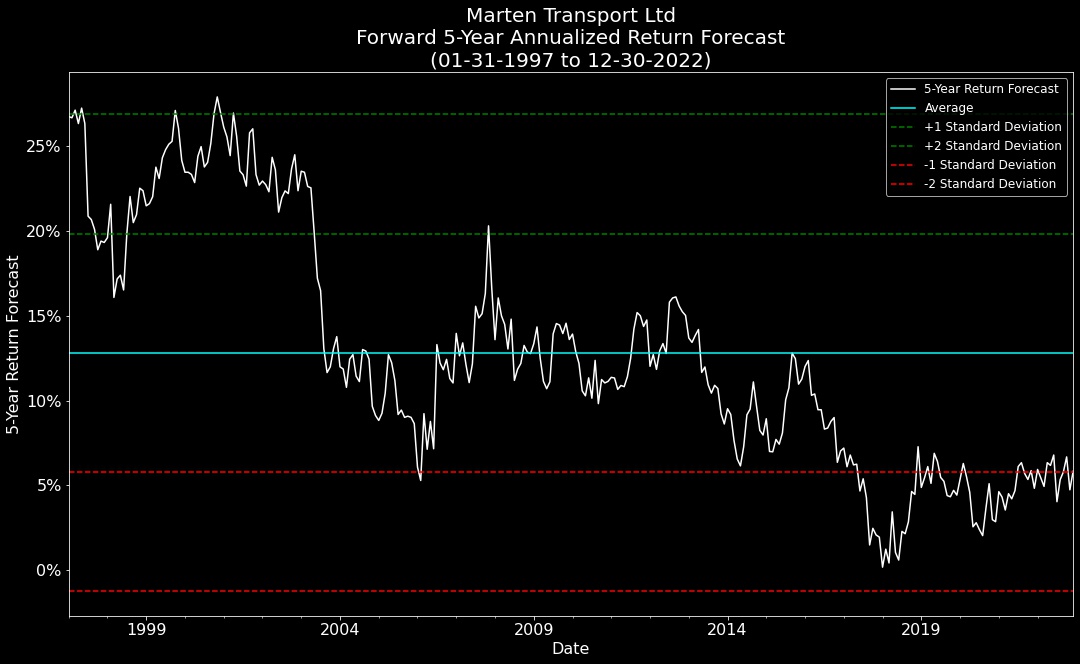 Marten Transport Ltd
Forward 5-Year Annualized Return Forecast
(01-31-1997 to 12-30-2022)
5-Year Return Forecast
Average
+1 Standard Deviation
+2 Standard Deviation
-1 Standard Deviation
-2 Standard Deviation
25%
20%
15%
10%
5%
0%
5-Year Return Forecast
1999 2004 2009 2014 2019
Date